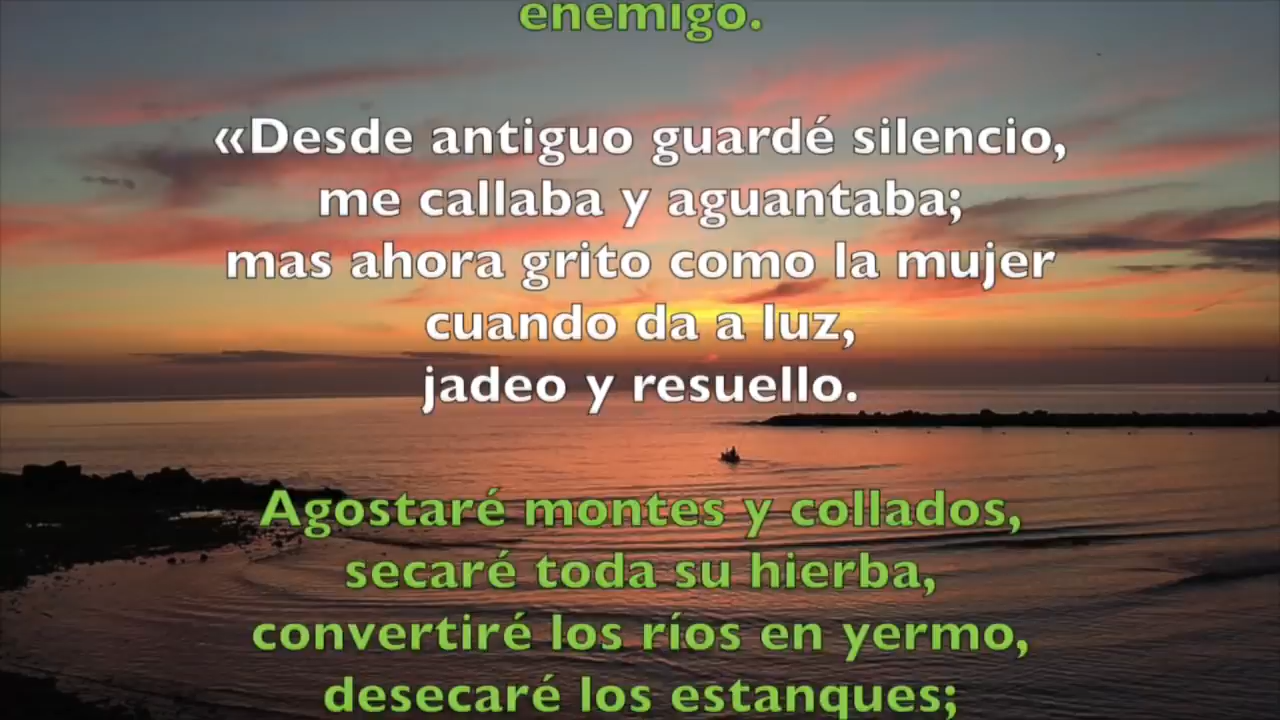 enemigo.
«Desde antiguo guardé silencio,
me callaba y aguantaba;
mas ahora grito como la mujer
cuando da a luz,
jadeo y resuello.
Agostaré montes y collados,
secaré toda su hierba,
convertiré los ríos en yermo,
desecaré los estanques;